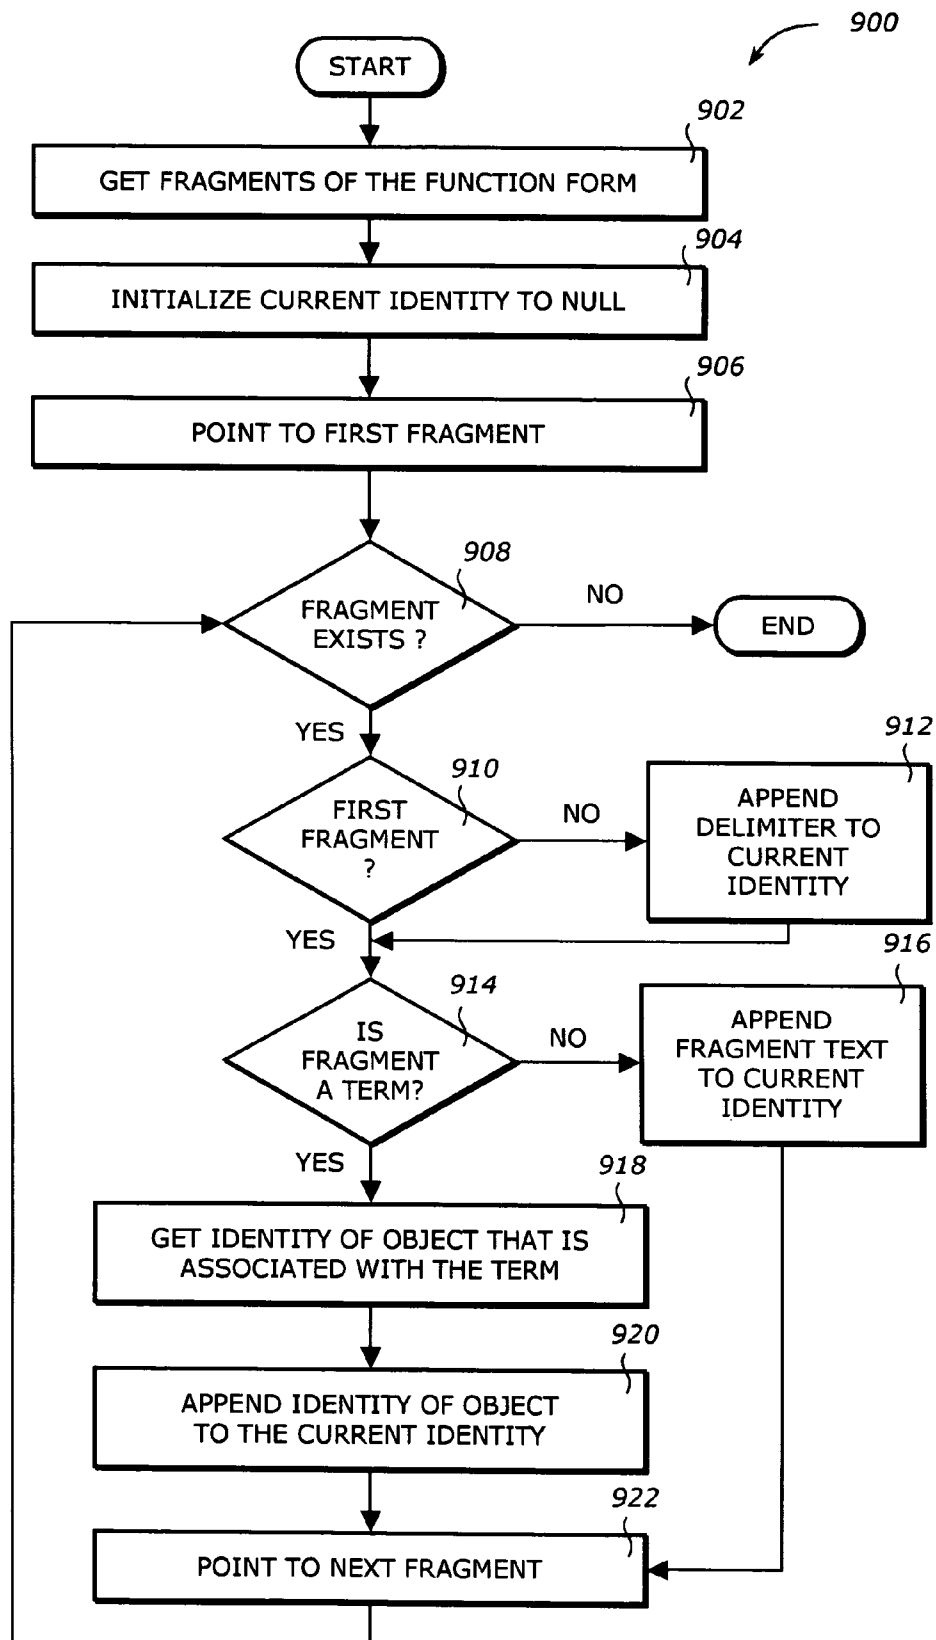 900
START
902
GET FRAGMENTS OF THE FUNCTION FORM
904
INITIALIZE CURRENT IDENTITY TO NULL
906
POINT TO FIRST FRAGMENT
908
FRAGMENT
EXISTS ?
NO
END
YES
910
FIRST
FRAGMENT
?
NO
912
APPEND
DELIMITER TO
CURRENT
IDENTITY
YES
914
IS
FRAGMENT
A TERM?
NO
916
APPEND
FRAGMENT TEXT
TO CURRENT
IDENTITY
YES
918
GET IDENTITY OF OBJECT THAT IS
ASSOCIATED WITH THE TERM
920
APPEND IDENTITY OF OBJECT
TO THE CURRENT IDENTITY
922
POINT TO NEXT FRAGMENT